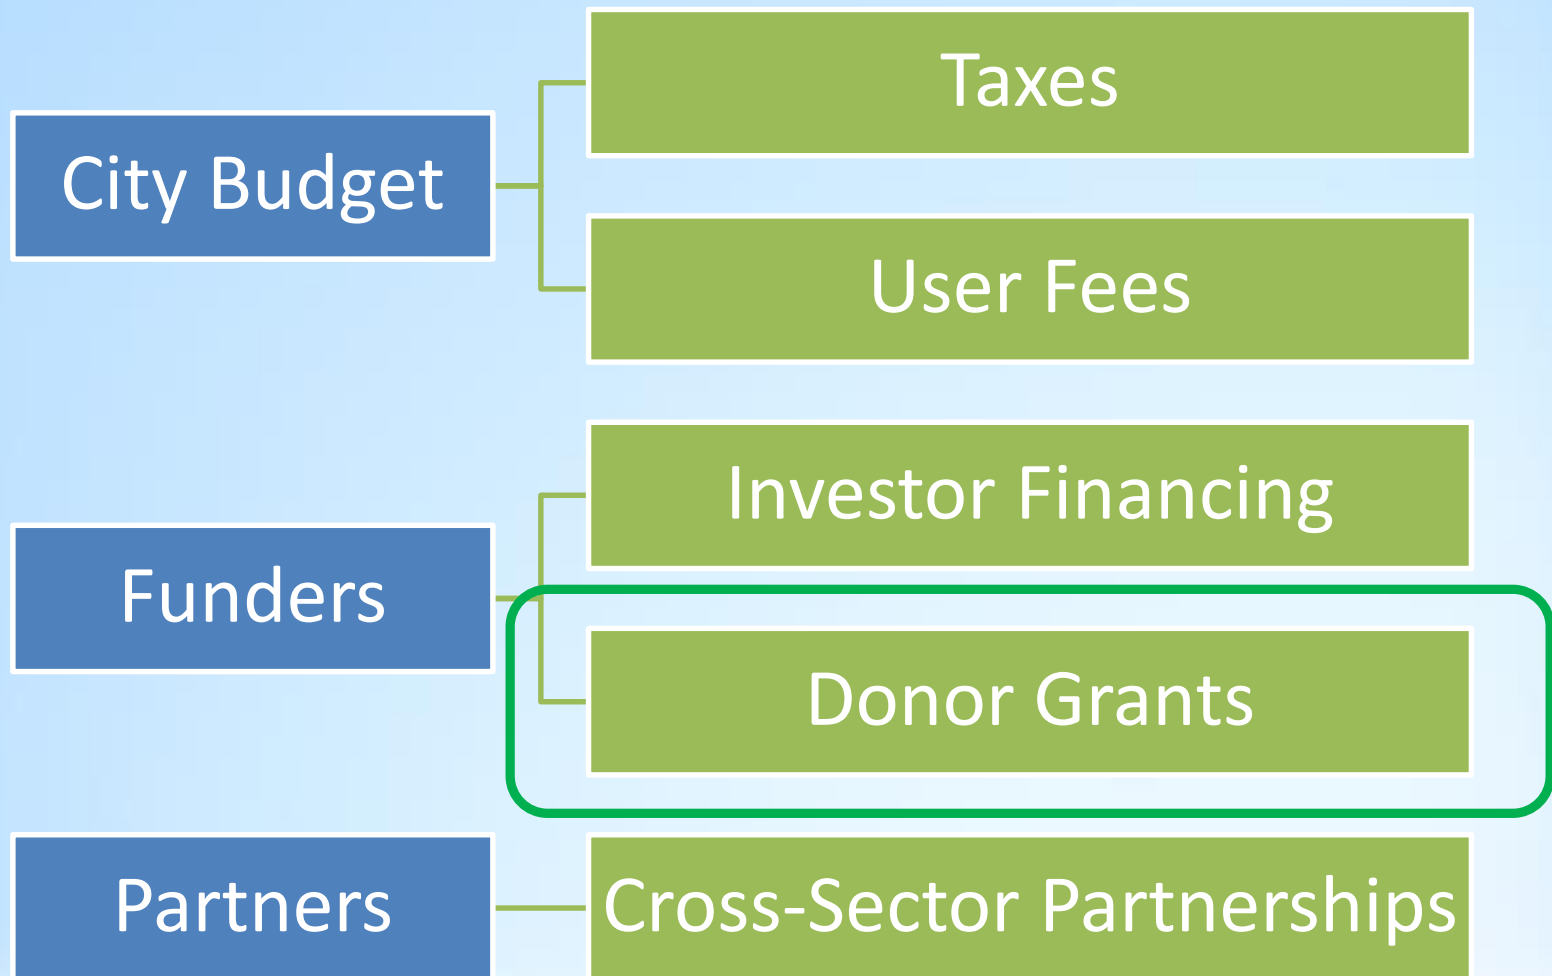 City Budget
Taxes
User Fees
Funders
Investor Financing
Donor Grants
Partners
Cross-Sector Partnerships